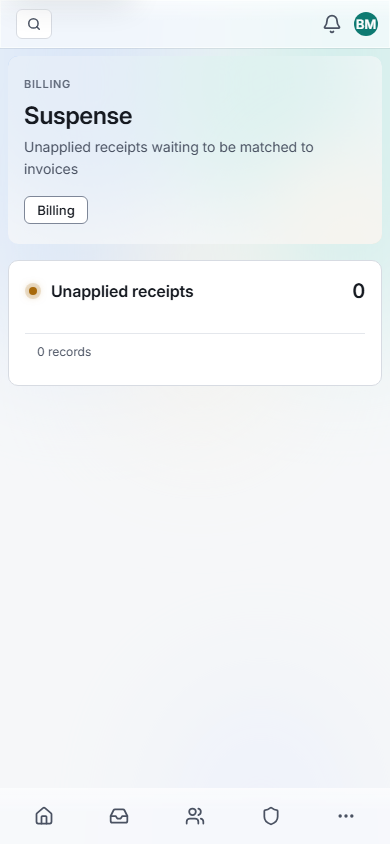 BM
BILLING
Suspense
Unapplied receipts waiting to be matched to
invoices
Billing
Unapplied receipts 0
0 records